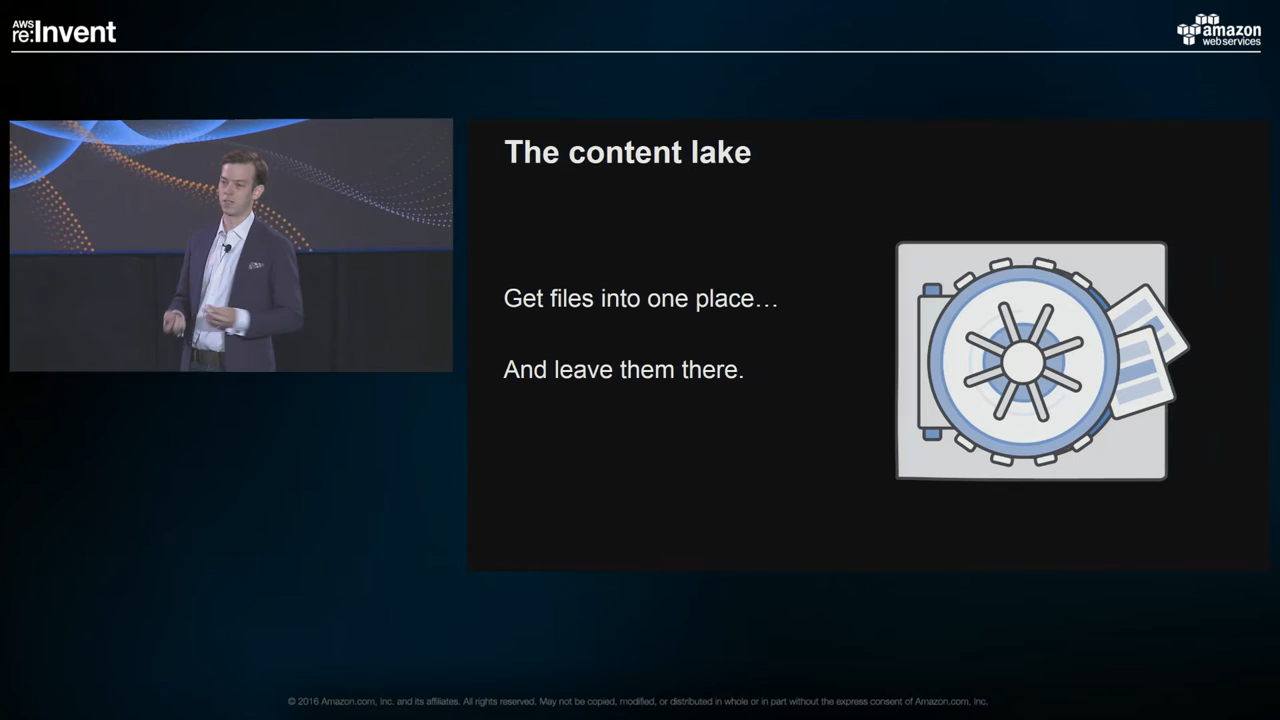 AWS
re:Invent
amazon
web services
The content lake
Get files into one place…
And leave them there.
© 2016 Amazon.com, Inc. and its affiliates. All rights reserved. May not be copied, modified, or distributed in whole or in part without the express consent of Amazon.com, Inc.